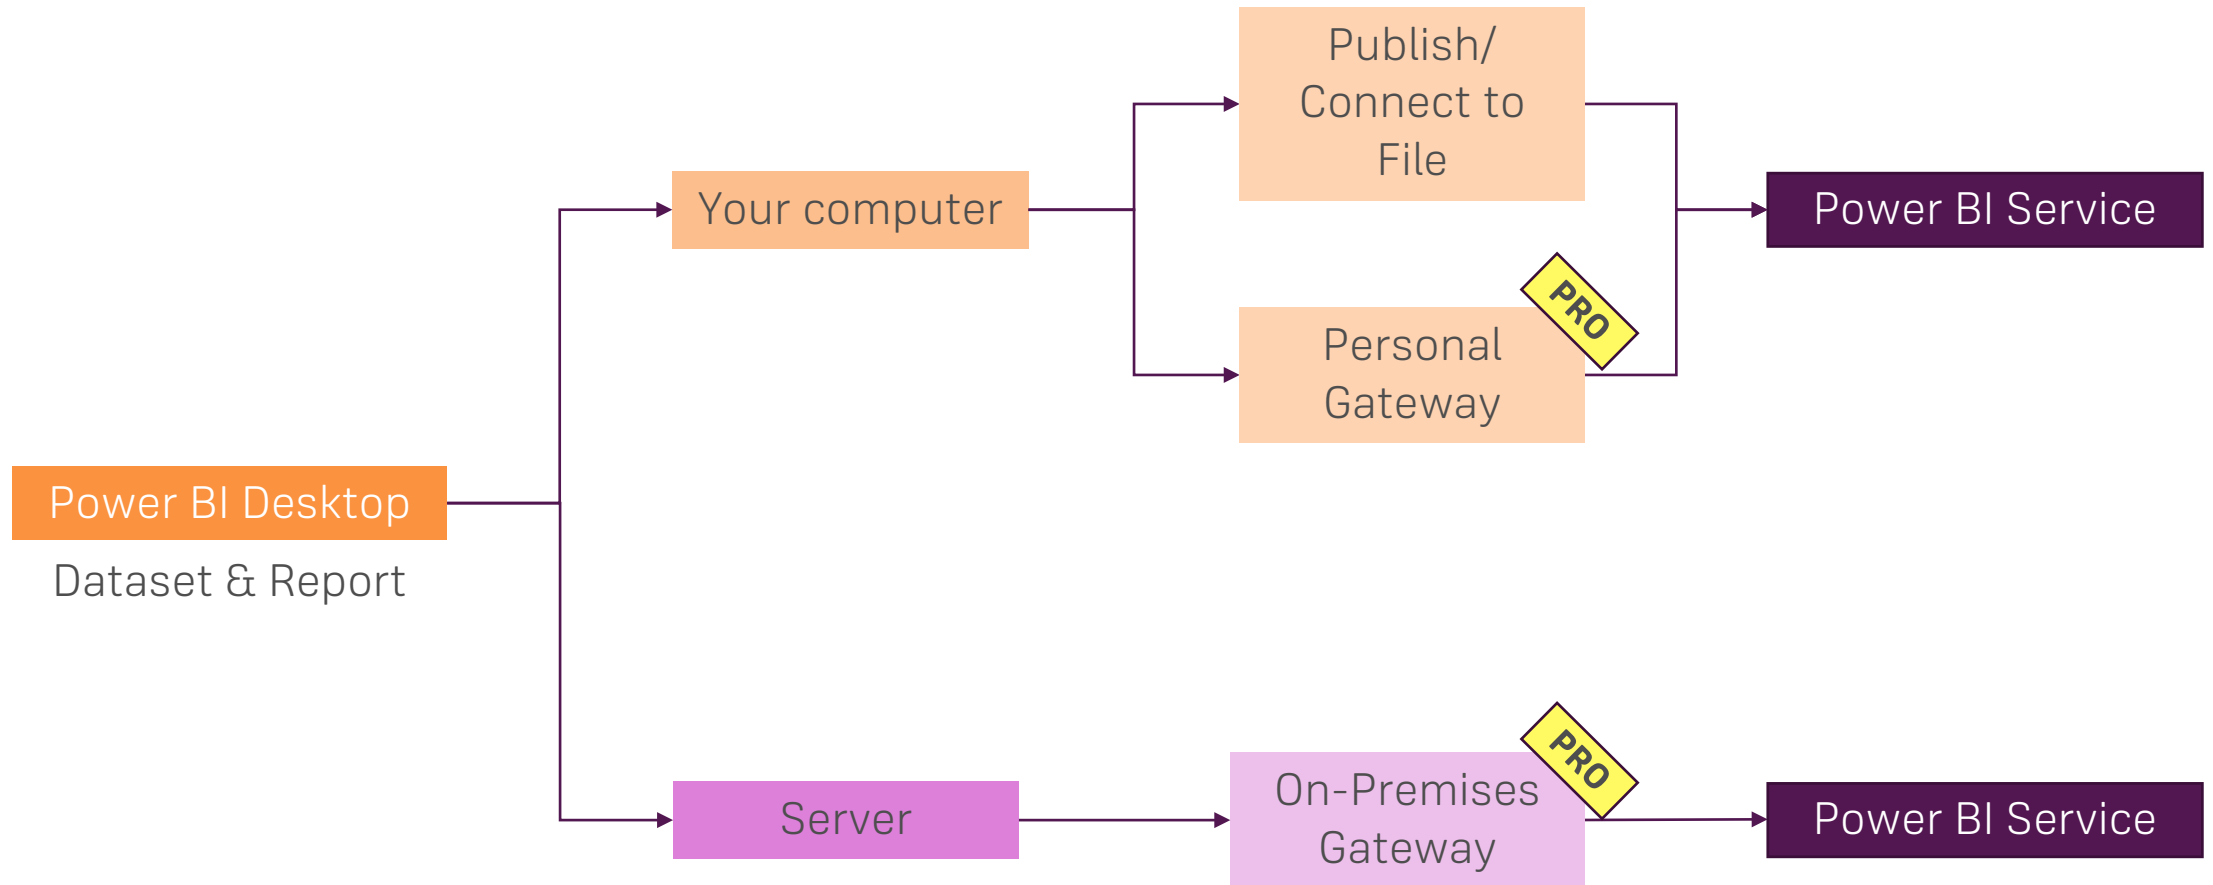 Publish/
Connect to
File
Your computer
Power BI Service
PRO
Personal
Gateway
Power BI Desktop
Dataset & Report
PRO
On-Premises
Gateway
Server
Power BI Service